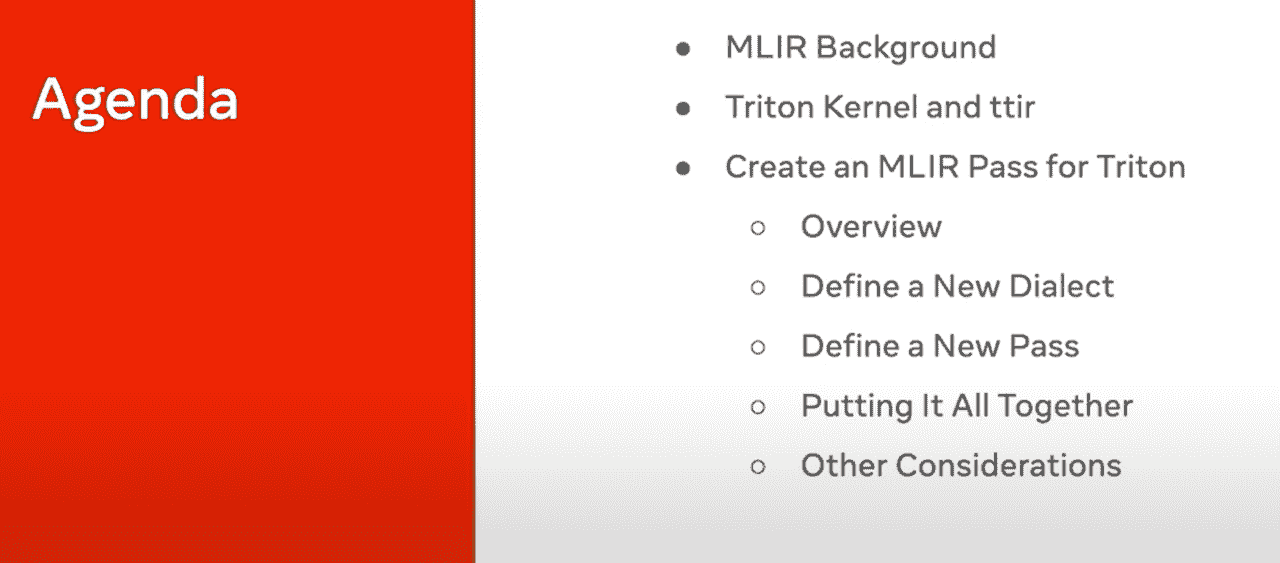 Agenda
● MLIR Background
● Triton Kernel and ttir
● Create an MLIR Pass for Triton
○ Overview
○ Define a New Dialect
○ Define a New Pass
○ Putting It All Together
○ Other Considerations